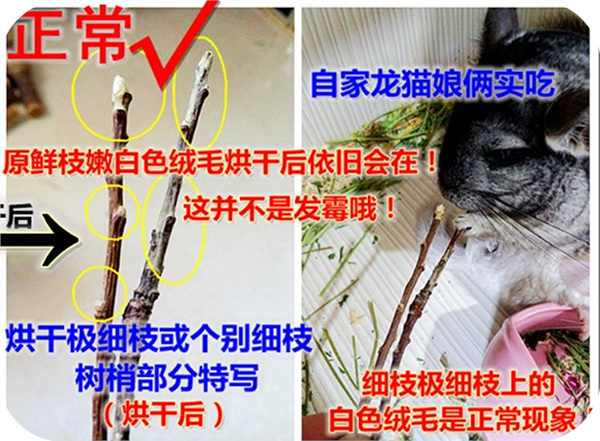 正常
自家龙猫娘俩实吃
原鲜枝嫩白色绒毛烘干后依旧会在！
这并不是发霉哦！
干后
烘干极细枝或个别细枝
树梢部分特写
（烘干后）
细枝极细枝上的
白色绒毛是正常现象！